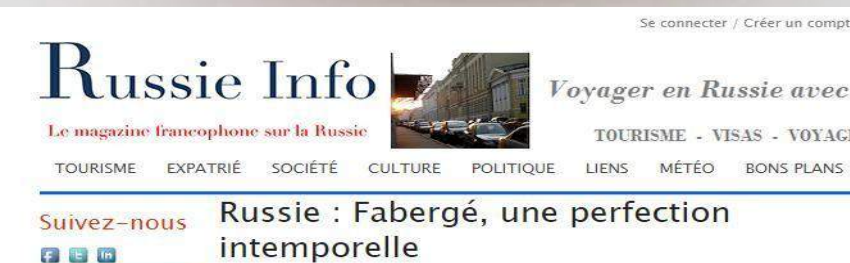 Se connecter / Créer un compt
Russie Info
Le magazine francophone sur la Russie
Voyager en Russie avec
TOURISME - VISAS - VOYAG
TOURISME EXPATRIÉ SOCIÉTÉ CULTURE POLITIQUE LIENS MÉTÉO BONS PLANS
Suivez-nous
Russie : Fabergé, une perfection
intemporelle